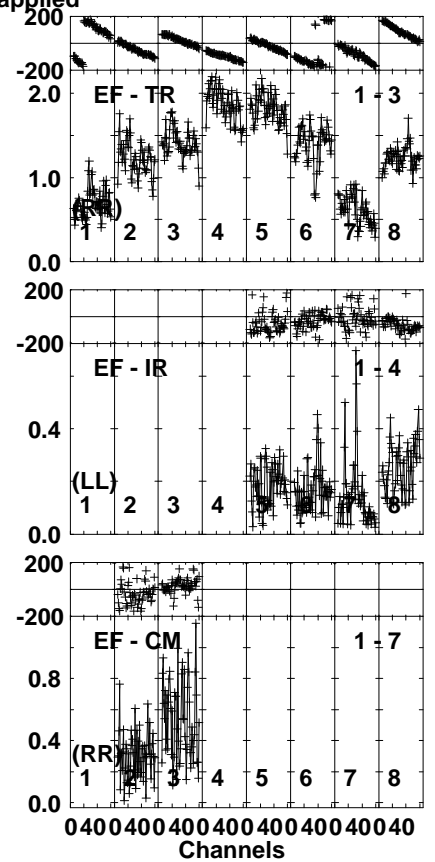 applied
200
-200
EF - TR 1 - 3
2.0
1.0
(RR)
1 2 3 4 5 6 7 8
0.0
200
-200
EF - IR 1 - 4
0.4
(LL)
1 2 3 4 5 6 7 8
0.0
200
-200
EF - CM 1 - 7
0.8
0.4
(RR)
1 2 3 4 5 6 7 8
0.0
0 40 0 40 0 40 0 40 0 40 0 40 0 40 0 40
Channels